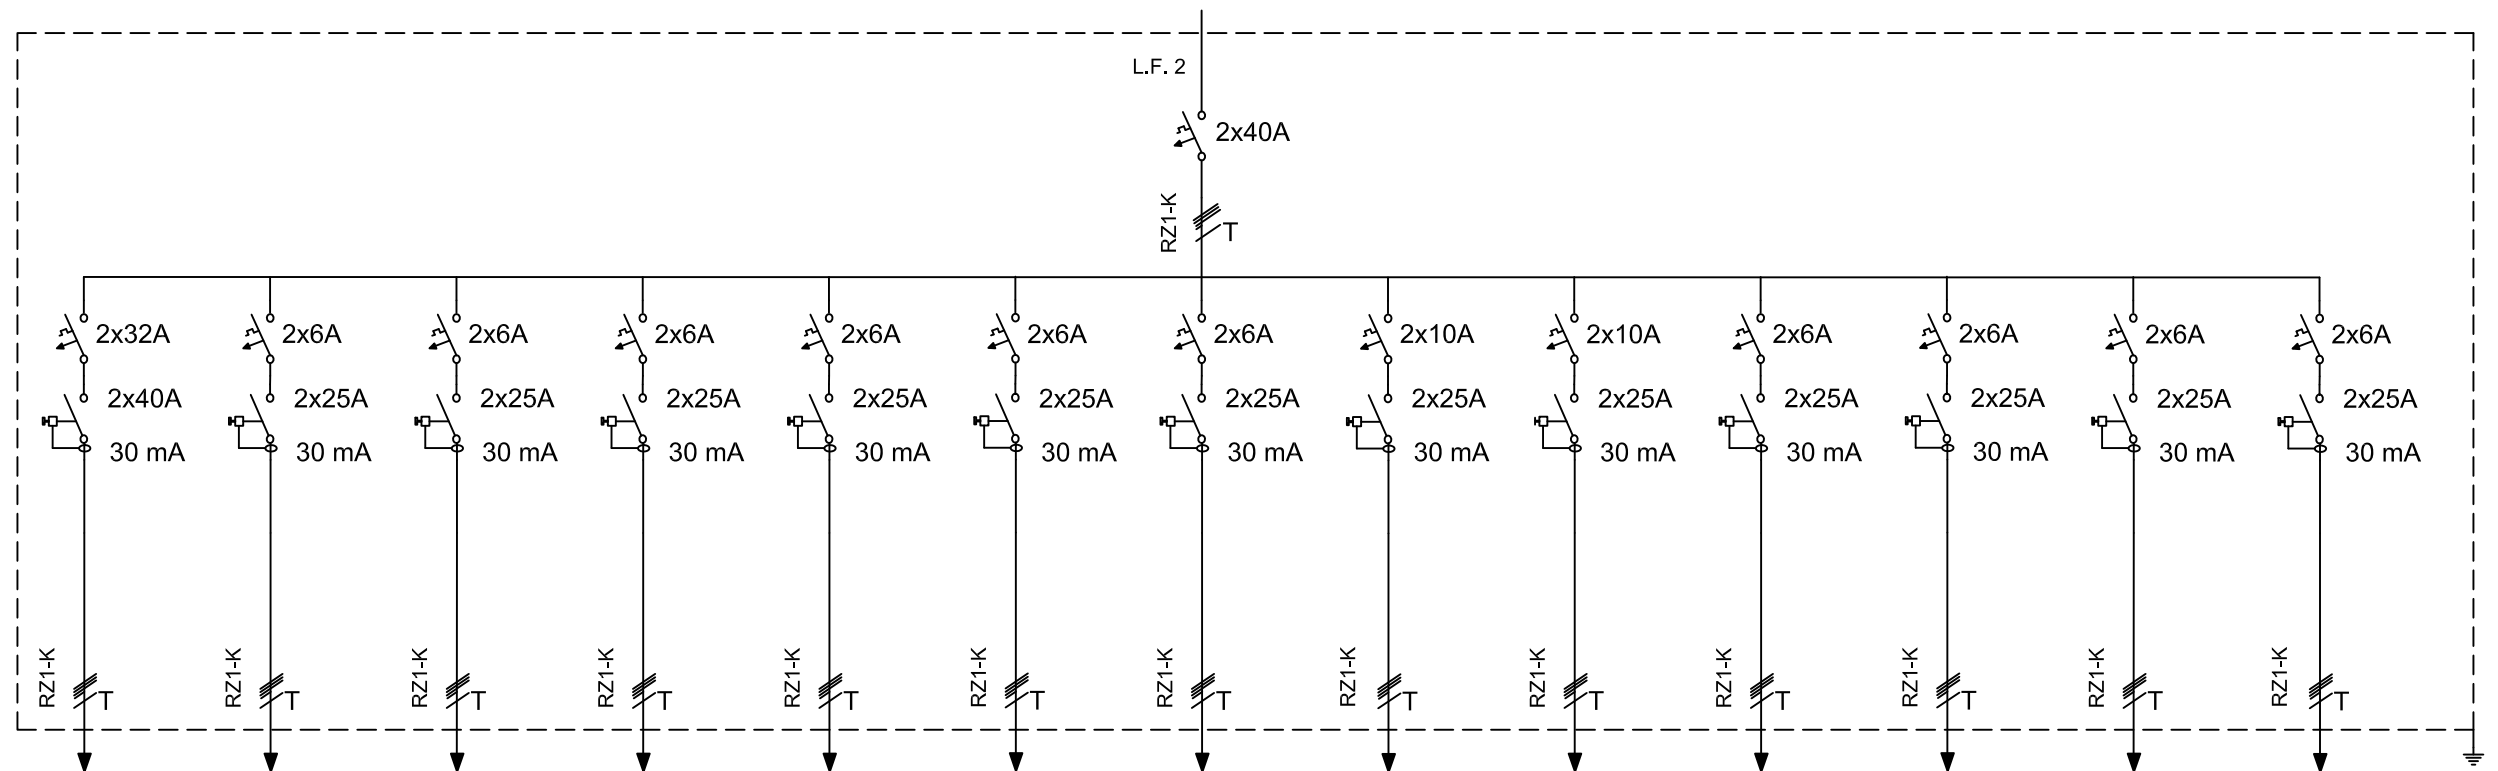 L.F. 2
2x40A
RZ1-K
T
2x32A 2x6A 2x6A 2x6A 2x6A 2x6A 2x6A 2x10A 2x10A 2x6A 2x6A 2x6A 2x6A
2x40A 2x25A 2x25A 2x25A 2x25A 2x25A 2x25A 2x25A 2x25A 2x25A 2x25A 2x25A 2x25A
30 mA 30 mA 30 mA 30 mA 30 mA 30 mA 30 mA 30 mA 30 mA 30 mA 30 mA 30 mA 30 mA
RZ1-K RZ1-K RZ1-K RZ1-K RZ1-K RZ1-K RZ1-K RZ1-K RZ1-K RZ1-K RZ1-K RZ1-K RZ1-K
T T T T T T T T T T T T T